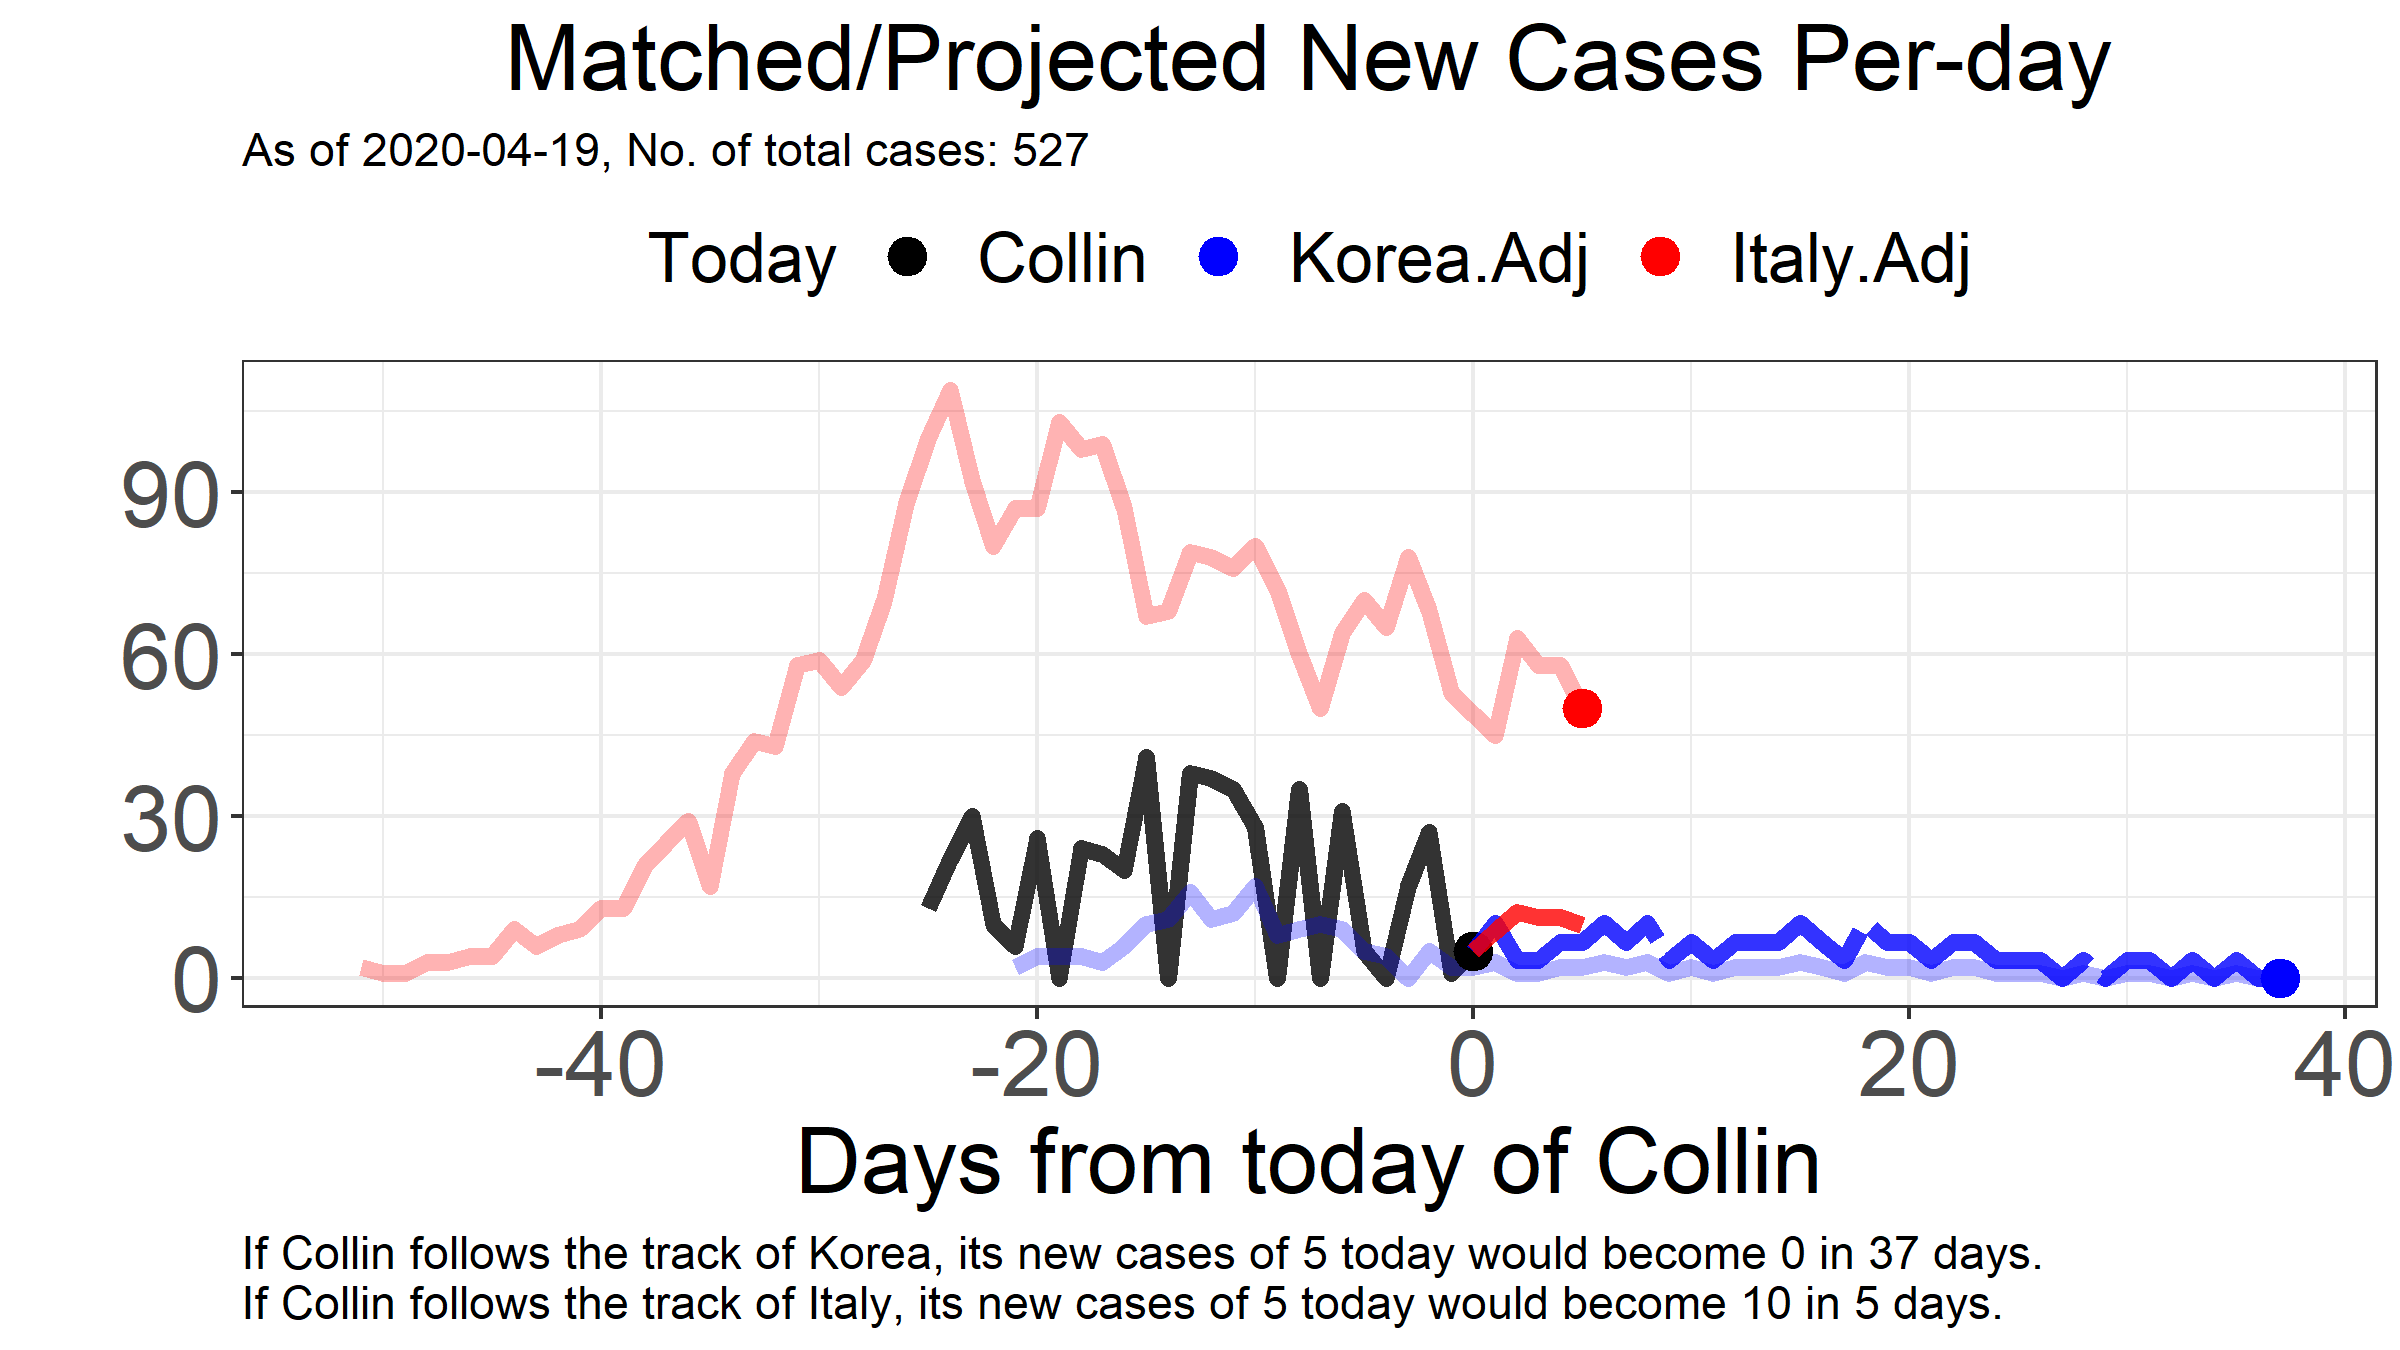 Matched/Projected New Cases Per-day
As of 2020-04-19, No. of total cases: 527
Today Collin Korea.Adj Italy.Adj
90
60
30
0
-40 -20 0 20 40
Days from today of Collin
If Collin follows the track of Korea, its new cases of 5 today would become 0 in 37 days.
If Collin follows the track of Italy, its new cases of 5 today would become 10 in 5 days.